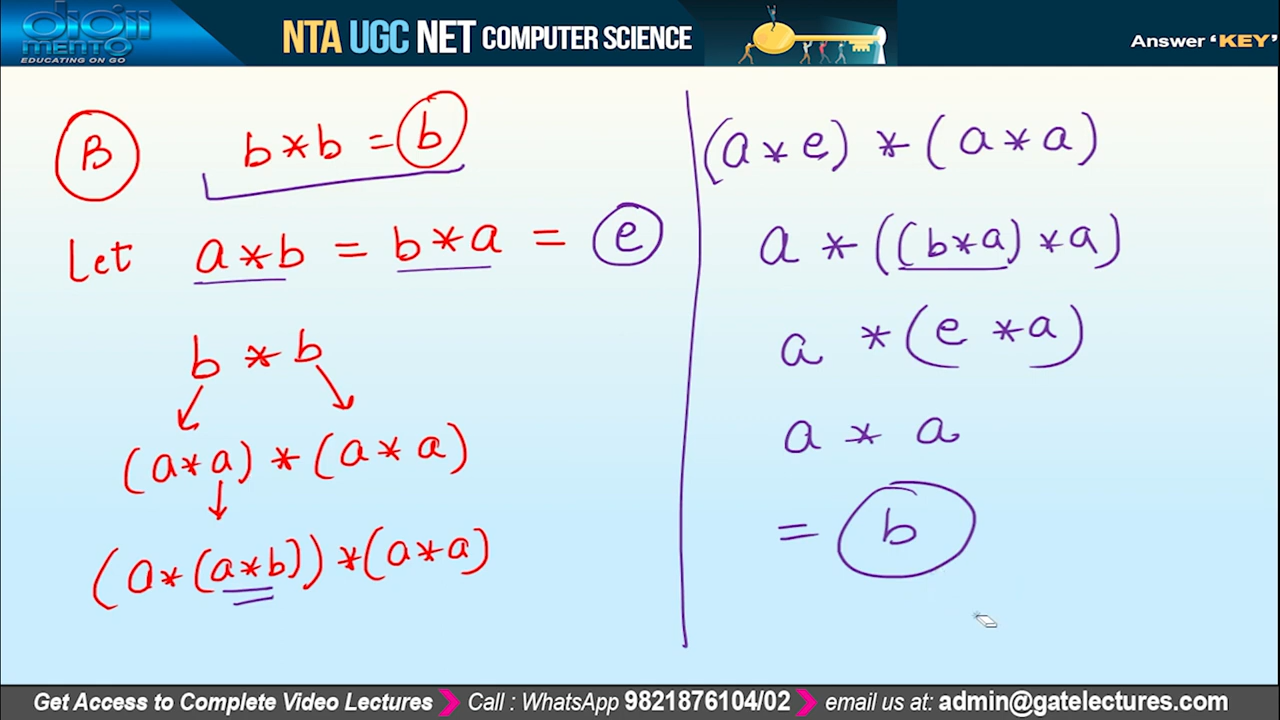 digii
MENTO
EDUCATING ON GO
NTA UGC NET COMPUTER SCIENCE
Answer ‘KEY’
B b * b = b
Let a * b = b * a = e
b * b
(a * a) * (a * a)
(a * (a * b)) * (a * a)
(a * e) * (a * a)
a * ((b * a) * a)
a * (e * a)
a * a
= b
Get Access to Complete Video Lectures Call : WhatsApp 9821876104/02 email us at: admin@gatelectures.com